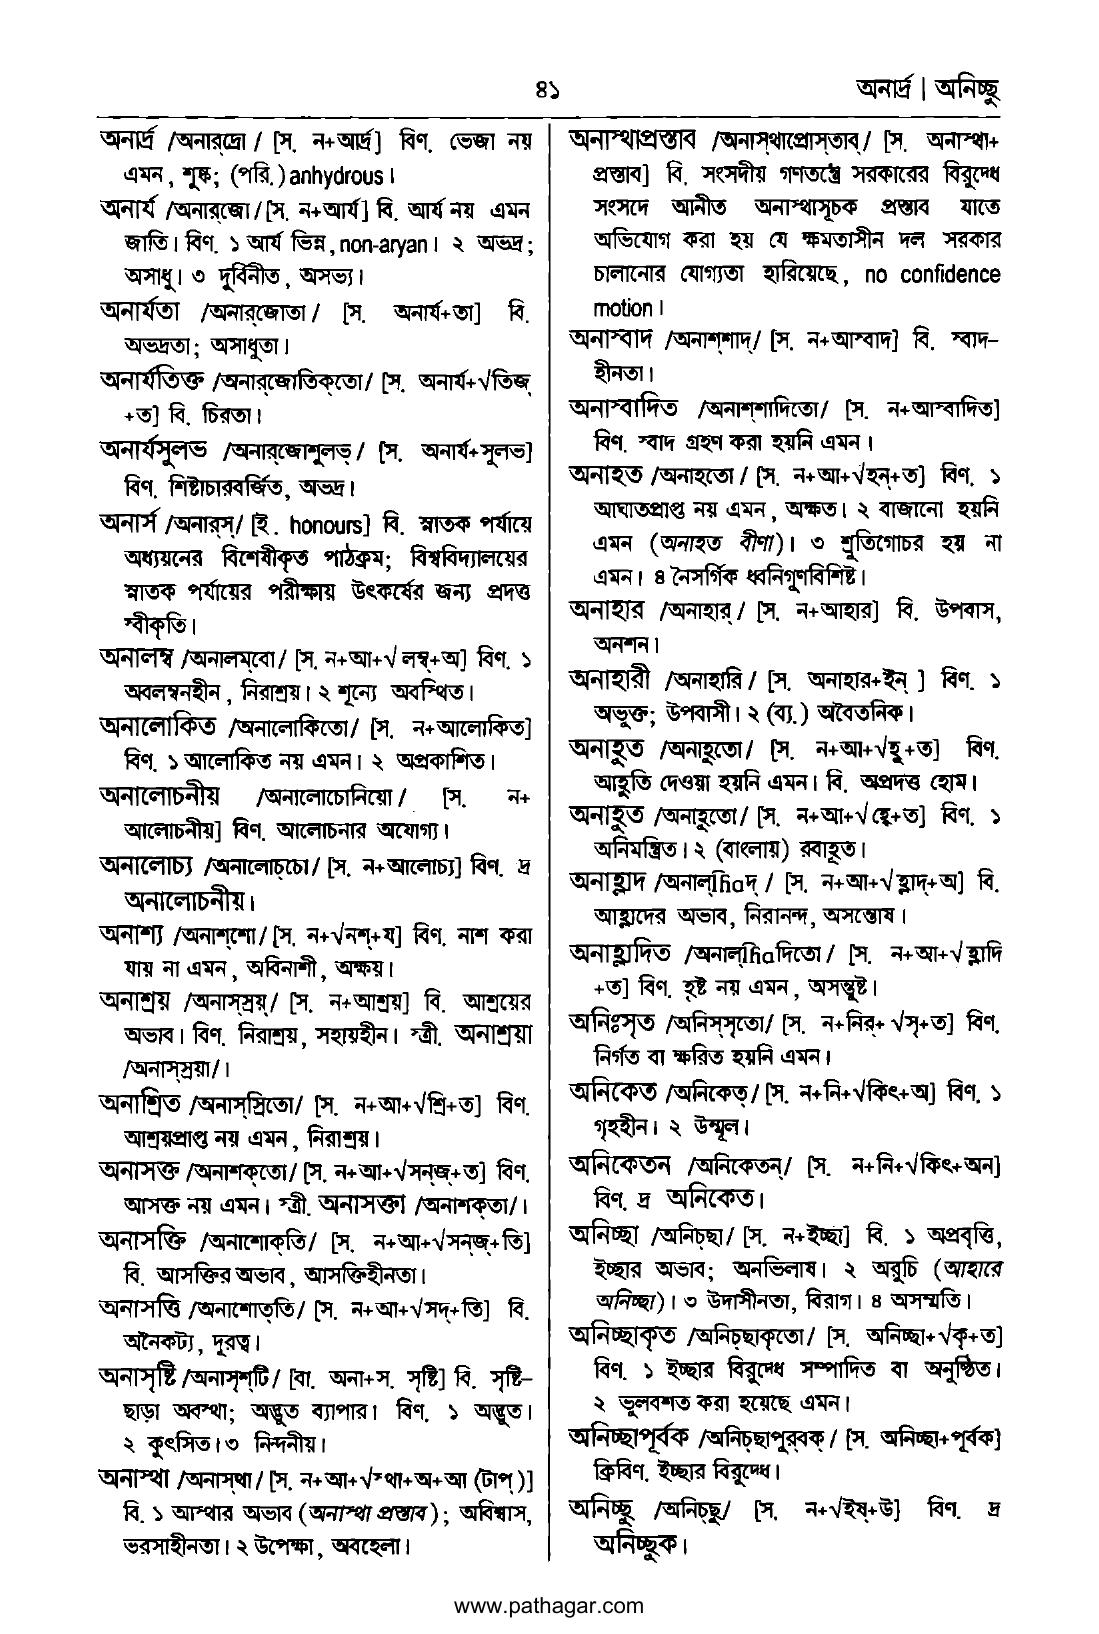 ৪১
অনার্দ্র | অনিচ্ছু
অনার্দ্র /অনার্‌দ্রো / [স. ন+আর্দ্র] বিণ. ভেজা নয়
এমন, শুষ্ক; (পরি.) anhydrous।
অনার্য /অনার্‌জো / [স. ন+আর্য] বি. আর্য নয় এমন
জাতি। বিণ. ১ আর্য ভিন্ন, non-aryan। ২ অভদ্র;
অসাধু। ৩ দুর্বিনীত, অসভ্য।
অনার্যতা /অনার্‌জোতা / [স. অনার্য+তা] বি.
অভদ্রতা; অসাধুতা।
অনার্যতিক্ত /অনার্‌জোতিক্‌তো/ [স. অনার্য+√তিজ্‌
+ত] বি. চিরতা।
অনার্যসুলভ /অনার্‌জোশুলভ্‌ / [স. অনার্য+সুলভ]
বিণ. শিষ্টাচারবর্জিত, অভদ্র।
অনার্স /অনার্‌স্‌/ [ই. honours] বি. স্নাতক পর্যায়ে
অধ্যয়নের বিশেষীকৃত পাঠক্রম; বিশ্ববিদ্যালয়ের
স্নাতক পর্যায়ের পরীক্ষায় উৎকর্ষের জন্য প্রদত্ত
স্বীকৃতি।
অনালম্ব /অনালম্‌বো / [স. ন+আ+√লম্ব+অ] বিণ. ১
অবলম্বনহীন, নিরাশ্রয়। ২ শূন্যে অবস্থিত।
অনালোকিত /অনালোকিতো/ [স. ন+আলোকিত]
বিণ. ১ আলোকিত নয় এমন। ২ অপ্রকাশিত।
অনালোচনীয় /অনালোচোনিয়ো / [স. ন+
আলোচনীয়] বিণ. আলোচনার অযোগ্য।
অনালোচ্য /অনালোচ্‌চো / [স. ন+আলোচ্য] বিণ. দ্র
অনালোচনীয়।
অনাশ্য /অনাশ্‌শো / [স. ন+√নশ্‌+য] বিণ. নাশ করা
যায় না এমন, অবিনাশী, অক্ষয়।
অনাশ্রয় /অনাস্‌স্রয়্‌/ [স. ন+আশ্রয়] বি. আশ্রয়ের
অভাব। বিণ. নিরাশ্রয়, সহায়হীন। স্ত্রী. অনাশ্রয়া
/অনাস্‌স্রয়া/।
অনাশ্রিত /অনাস্‌স্রিতো/ [স. ন+আ+√শ্রি+ত] বিণ.
আশ্রয়প্রাপ্ত নয় এমন, নিরাশ্রয়।
অনাসক্ত /অনাশক্‌তো/ [স. ন+আ+√সন্‌জ্‌+ত] বিণ.
আসক্ত নয় এমন। স্ত্রী. অনাসক্তা /অনাশক্‌তা/।
অনাসক্তি /অনাশোক্‌তি/ [স. ন+আ+√সন্‌জ্‌+তি]
বি. আসক্তির অভাব, আসক্তিহীনতা।
অনাসত্তি /অনাশোত্‌তি/ [স. ন+আ+√সদ্‌+তি] বি.
অনৈকট্য, দূরত্ব।
অনাসৃষ্টি /অনাসৃশ্‌টি/ [বা. অনা+স. সৃষ্টি] বি. সৃষ্টি–
ছাড়া অবস্থা; অদ্ভুত ব্যাপার। বিণ. ১ অদ্ভুত।
২ কুৎসিত। ৩ নিন্দনীয়।
অনাস্থা /অনাস্‌থা / [স. ন+আ+√স্থা+অ+আ (টাপ্‌)]
বি. ১ আস্থার অভাব (অনাস্থা প্রস্তাব); অবিশ্বাস,
ভরসাহীনতা। ২ উপেক্ষা, অবহেলা।
অনাস্থাপ্রস্তাব /অনাস্‌থাপ্রোস্‌তাব্‌/ [স. অনাস্থা+
প্রস্তাব] বি. সংসদীয় গণতন্ত্রে সরকারের বিরুদ্ধে
সংসদে আনীত অনাস্থাসূচক প্রস্তাব যাতে
অভিযোগ করা হয় যে ক্ষমতাসীন দল সরকার
চালানোর যোগ্যতা হারিয়েছে, no confidence
motion।
অনাস্বাদ /অনাশ্‌শাদ্‌/ [স. ন+আস্বাদ] বি. স্বাদ–
হীনতা।
অনাস্বাদিত /অনাশ্‌শাদিতো/ [স. ন+আস্বাদিত]
বিণ. স্বাদ গ্রহণ করা হয়নি এমন।
অনাহত /অনাহতো / [স. ন+আ+√হন্‌+ত] বিণ. ১
আঘাতপ্রাপ্ত নয় এমন, অক্ষত। ২ বাজানো হয়নি
এমন (অনাহত বীণা)। ৩ শ্রুতিগোচর হয় না
এমন। ৪ নৈসর্গিক ধ্বনিগুণবিশিষ্ট।
অনাহার /অনাহার্‌ / [স. ন+আহার] বি. উপবাস,
অনশন।
অনাহারী /অনাহারি / [স. অনাহার+ইন্‌ ] বিণ. ১
অভুক্ত; উপবাসী। ২ (ব্য.) অবৈতনিক।
অনাহুত /অনাহুতো/ [স. ন+আ+√হু+ত] বিণ.
আহুতি দেওয়া হয়নি এমন। বি. অপ্রদত্ত হোম।
অনাহূত /অনাহুতো/ [স. ন+আ+√হ্বে+ত] বিণ. ১
অনিমন্ত্রিত। ২ (বাংলায়) রবাহূত।
অনাহ্লাদ /অনাল্‌lɦaদ্‌ / [স. ন+আ+√হ্লাদ্‌+অ] বি.
আহ্লাদের অভাব, নিরানন্দ, অসন্তোষ।
অনাহ্লাদিত /অনাল্‌lɦaদিতো / [স. ন+আ+√হ্লাদি
+ত] বিণ. হৃষ্ট নয় এমন, অসন্তুষ্ট।
অনিঃসৃত /অনিস্‌সৃতো/ [স. ন+নির+ √সৃ+ত] বিণ.
নির্গত বা ক্ষরিত হয়নি এমন।
অনিকেত /অনিকেত্‌/ [স. ন+নি+√কিৎ+অ] বিণ. ১
গৃহহীন। ২ উন্মূল।
অনিকেতন /অনিকেতন্‌/ [স. ন+নি+√কিৎ+অন]
বিণ. দ্র অনিকেত।
অনিচ্ছা /অনিচ্‌ছা/ [স. ন+ইচ্ছা] বি. ১ অপ্রবৃত্তি,
ইচ্ছার অভাব; অনভিলাষ। ২ অরুচি (আহারে
অনিচ্ছা)। ৩ উদাসীনতা, বিরাগ। ৪ অসম্মতি।
অনিচ্ছাকৃত /অনিচ্‌ছাকৃতো/ [স. অনিচ্ছা+√কৃ+ত]
বিণ. ১ ইচ্ছার বিরুদ্ধে সম্পাদিত বা অনুষ্ঠিত।
২ ভুলবশত করা হয়েছে এমন।
অনিচ্ছাপূর্বক /অনিচ্‌ছাপুর্‌বক্‌ / [স. অনিচ্ছা+পূর্বক]
ক্রিবিণ. ইচ্ছার বিরুদ্ধে।
অনিচ্ছু /অনিচ্‌ছু/ [স. ন+√ইষ্‌+উ] বিণ. দ্র
অনিচ্ছুক।
www.pathagar.com